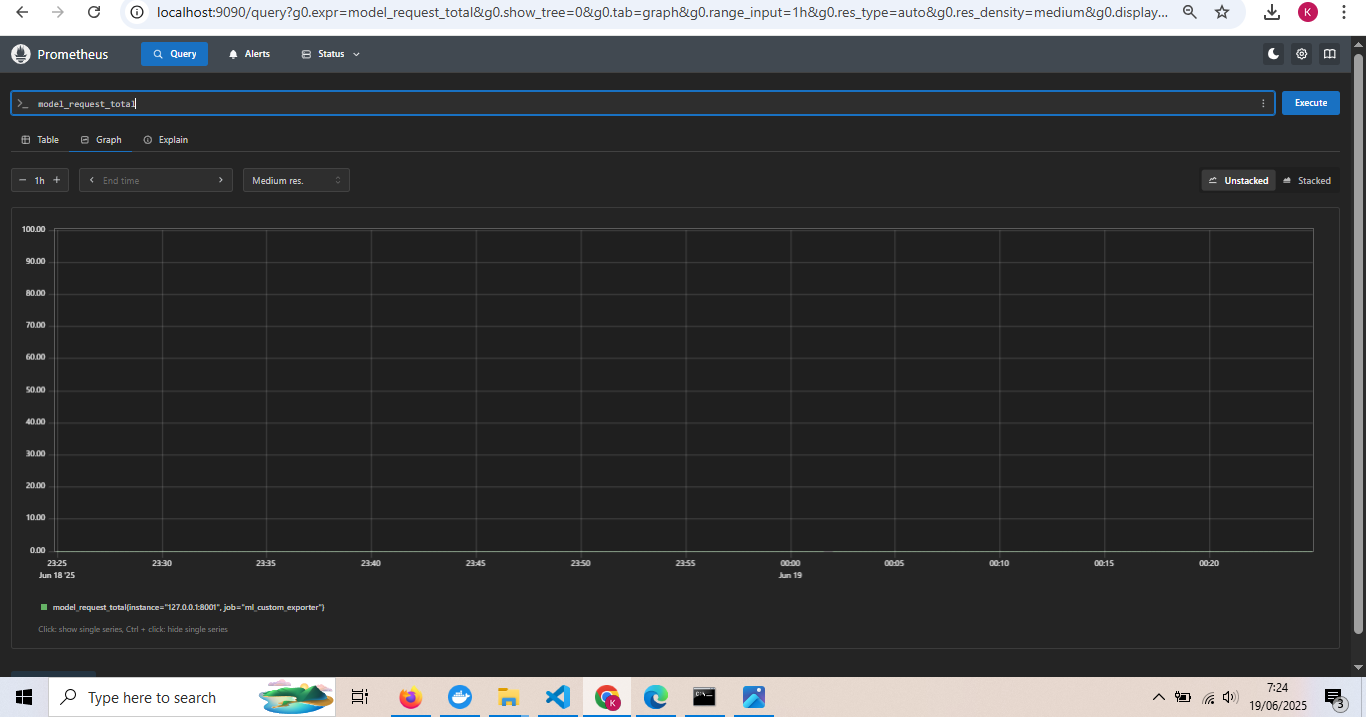 localhost:9090/query?g0.expr=model_request_total&g0.show_tree=0&g0.tab=graph&g0.range_input=1h&g0.res_type=auto&g0.res_density=medium&g0.display...
K
Prometheus
Query
Alerts
Status
>_ model_request_total
Execute
Table
Graph
Explain
− 1h +
End time
Medium res.
Unstacked
Stacked
100.00
90.00
80.00
70.00
60.00
50.00
40.00
30.00
20.00
10.00
0.00
23:25 23:30 23:35 23:40 23:45 23:50 23:55 00:00 00:05 00:10 00:15 00:20
Jun 18 '25 Jun 19
model_request_total{instance="127.0.0.1:8001", job="ml_custom_exporter"}
Click: show single series, Ctrl + click: hide single series
Type here to search
K
7:24
19/06/2025
3